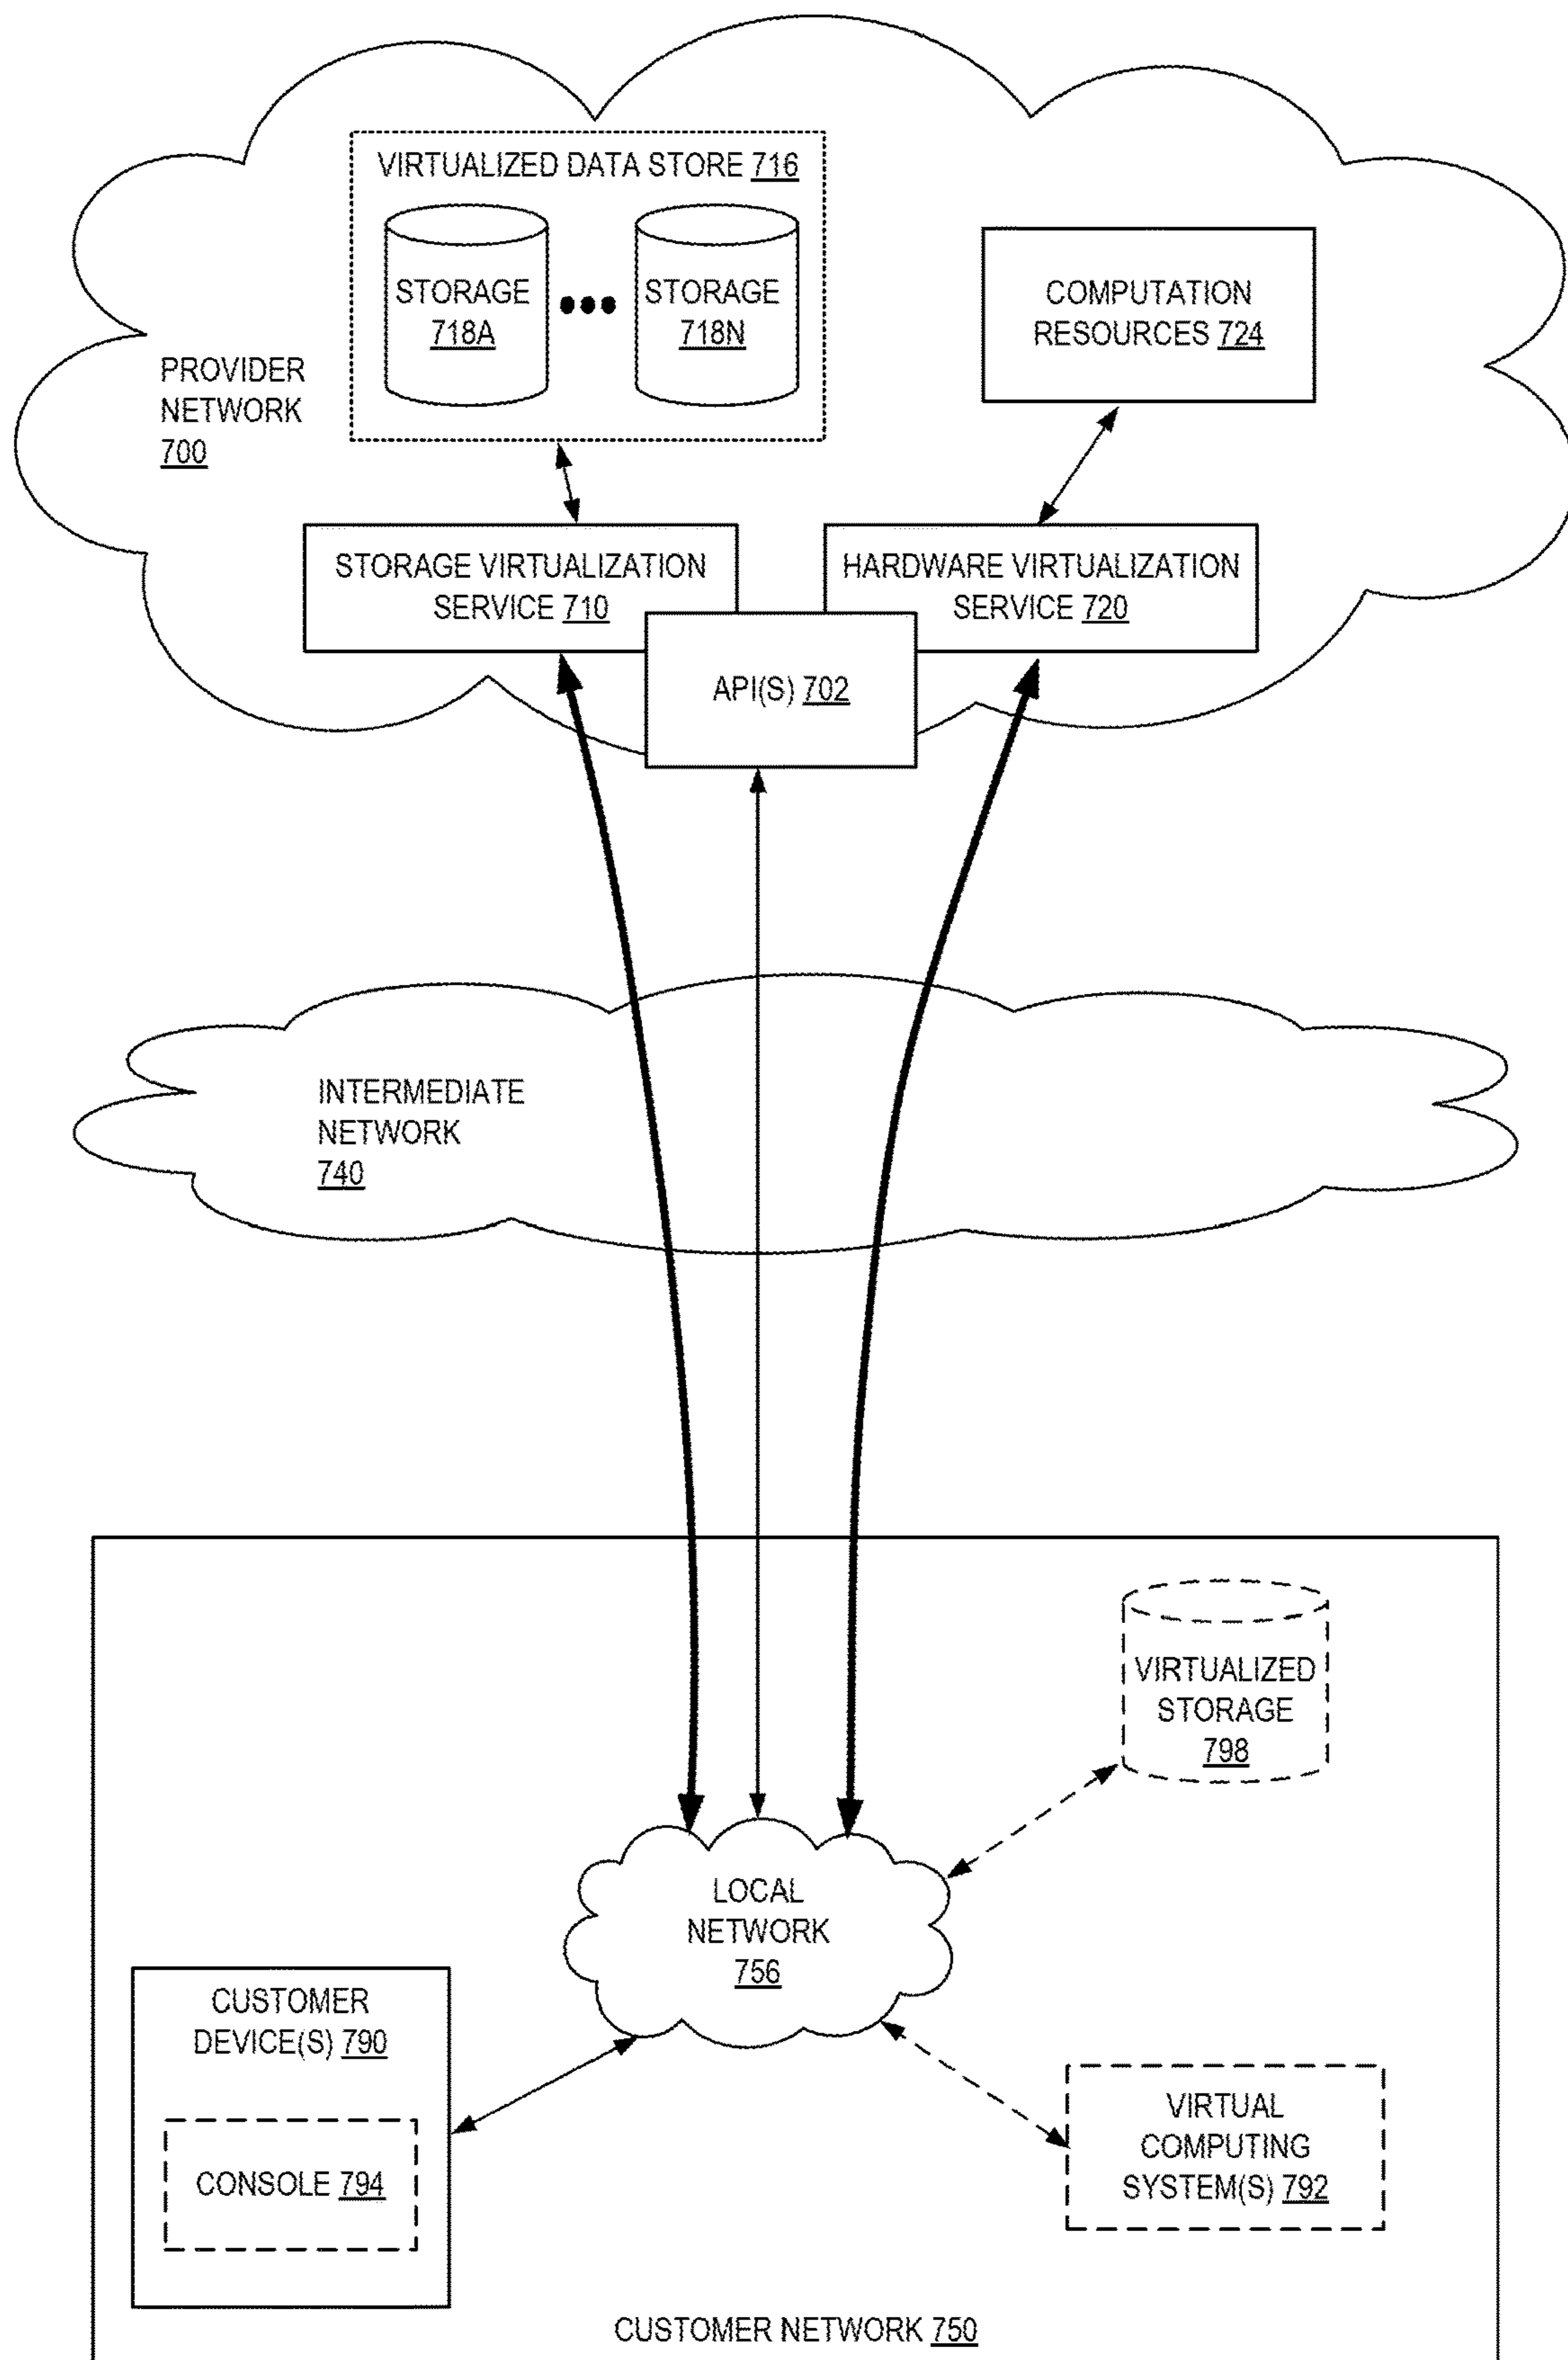 VIRTUALIZED DATA STORE 716
STORAGE
718A
STORAGE
718N
COMPUTATION
RESOURCES 724
PROVIDER
NETWORK
700
STORAGE VIRTUALIZATION
SERVICE 710
HARDWARE VIRTUALIZATION
SERVICE 720
API(S) 702
INTERMEDIATE
NETWORK
740
VIRTUALIZED
STORAGE
798
LOCAL
NETWORK
756
CUSTOMER
DEVICE(S) 790
CONSOLE 794
VIRTUAL
COMPUTING
SYSTEM(S) 792
CUSTOMER NETWORK 750